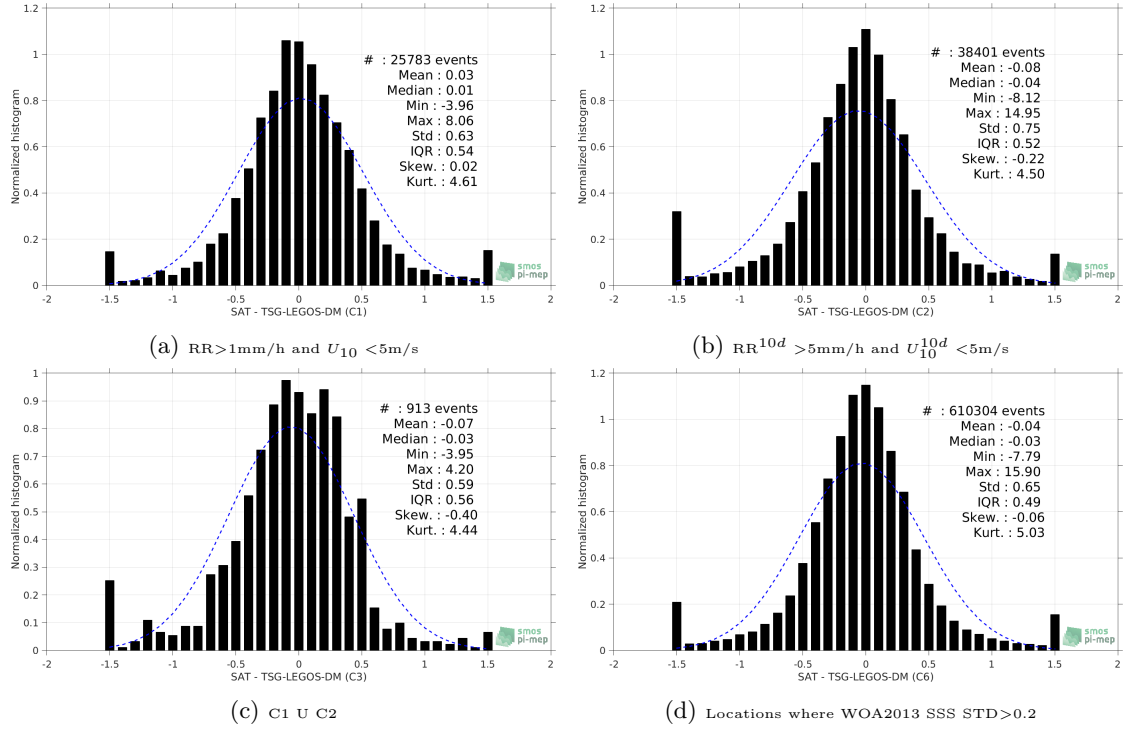 1.2
1
0.8
0.6
0.4
0.2
0
Normalized histogram
# : 25783 events
Mean : 0.03
Median : 0.01
Min : -3.96
Max : 8.06
Std : 0.63
IQR : 0.54
Skew. : 0.02
Kurt. : 4.61
smos
pi-mep
-2 -1.5 -1 -0.5 0 0.5 1 1.5 2
SAT - TSG-LEGOS-DM (C1)
(a) RR>1mm/h and U10 <5m/s
1.2
1
0.8
0.6
0.4
0.2
0
Normalized histogram
# : 38401 events
Mean : -0.08
Median : -0.04
Min : -8.12
Max : 14.95
Std : 0.75
IQR : 0.52
Skew. : -0.22
Kurt. : 4.50
smos
pi-mep
-2 -1.5 -1 -0.5 0 0.5 1 1.5 2
SAT - TSG-LEGOS-DM (C2)
(b) RR10d >5mm/h and U10 10d <5m/s
1
0.9
0.8
0.7
0.6
0.5
0.4
0.3
0.2
0.1
0
Normalized histogram
# : 913 events
Mean : -0.07
Median : -0.03
Min : -3.95
Max : 4.20
Std : 0.59
IQR : 0.56
Skew. : -0.40
Kurt. : 4.44
smos
pi-mep
-2 -1.5 -1 -0.5 0 0.5 1 1.5 2
SAT - TSG-LEGOS-DM (C3)
(c) C1 U C2
1.2
1
0.8
0.6
0.4
0.2
0
Normalized histogram
# : 610304 events
Mean : -0.04
Median : -0.03
Min : -7.79
Max : 15.90
Std : 0.65
IQR : 0.49
Skew. : -0.06
Kurt. : 5.03
smos
pi-mep
-2 -1.5 -1 -0.5 0 0.5 1 1.5 2
SAT - TSG-LEGOS-DM (C6)
(d) Locations where WOA2013 SSS STD>0.2